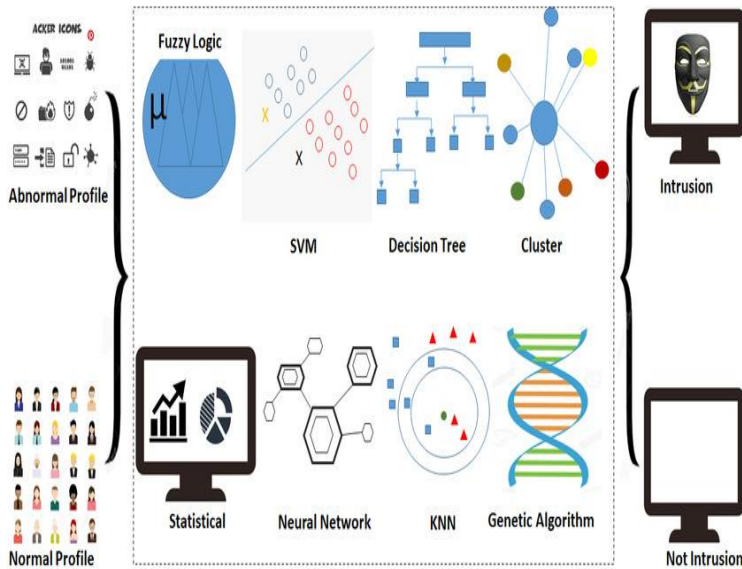 ACKER ICONS
Abnormal Profile
Normal Profile
Fuzzy Logic
μ
SVM
X
X
Decision Tree
Cluster
Statistical
Neural Network
KNN
Genetic Algorithm
Intrusion
Not Intrusion